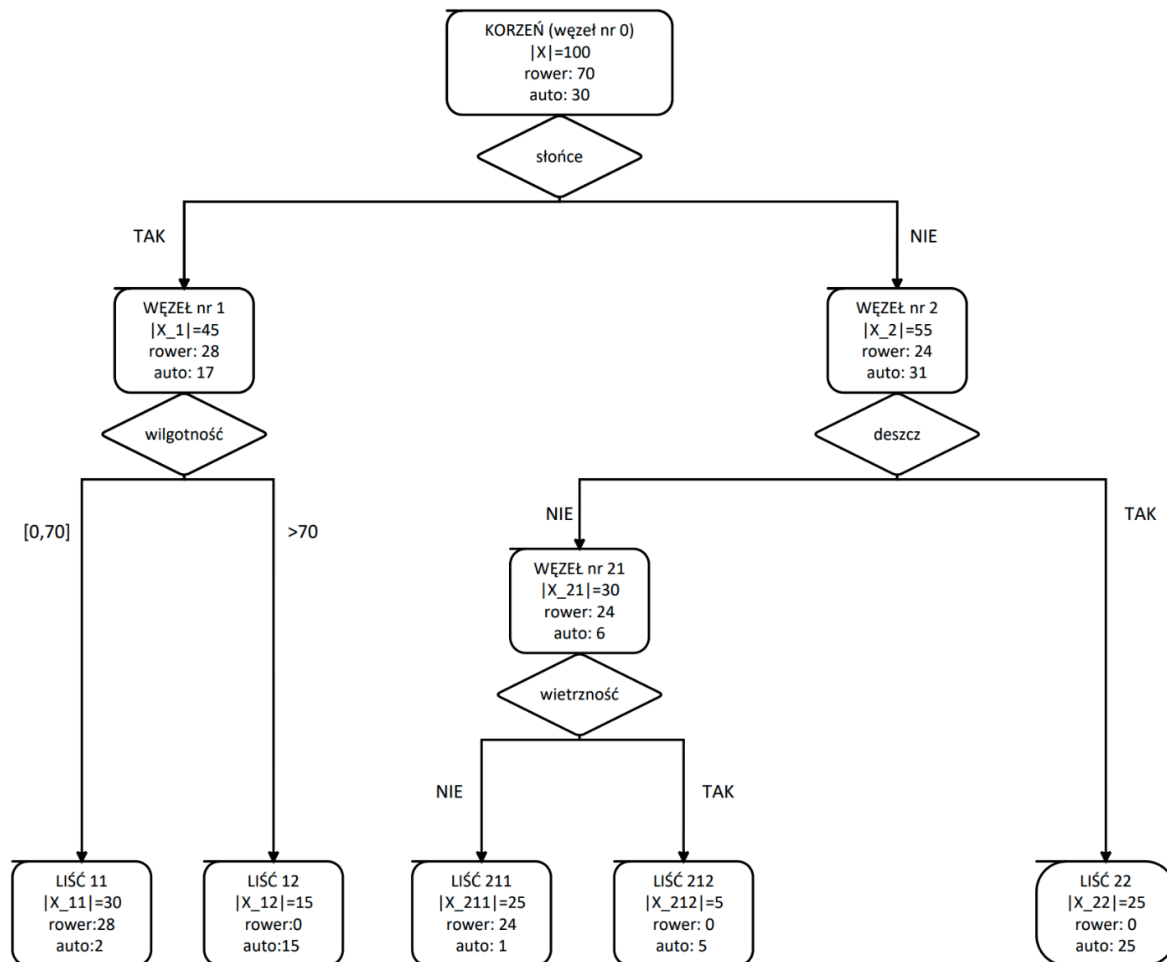 KORZEŃ (węzeł nr 0)
|X|=100
rower: 70
auto: 30
słońce
TAK
NIE
WĘZEŁ nr 1
|X_1|=45
rower: 28
auto: 17
WĘZEŁ nr 2
|X_2|=55
rower: 24
auto: 31
wilgotność
deszcz
[0,70]
>70
NIE
TAK
WĘZEŁ nr 21
|X_21|=30
rower: 24
auto: 6
wietrzność
NIE
TAK
LIŚĆ 11
|X_11|=30
rower:28
auto:2
LIŚĆ 12
|X_12|=15
rower:0
auto:15
LIŚĆ 211
|X_211|=25
rower: 24
auto: 1
LIŚĆ 212
|X_212|=5
rower: 0
auto: 5
LIŚĆ 22
|X_22|=25
rower: 0
auto: 25